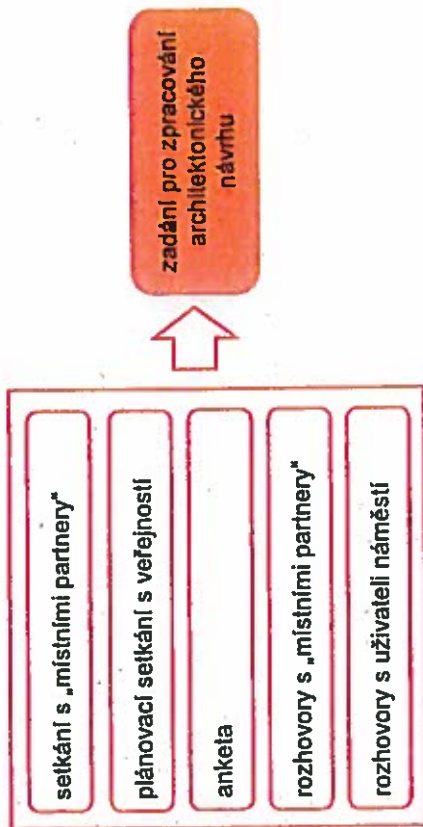 setkání s „místními partnery“
plánovací setkání s veřejností
anketa
rozhovory s „místními partnery“
rozhovory s uživateli náměstí
zadání pro zpracování
architektonického
návrhu